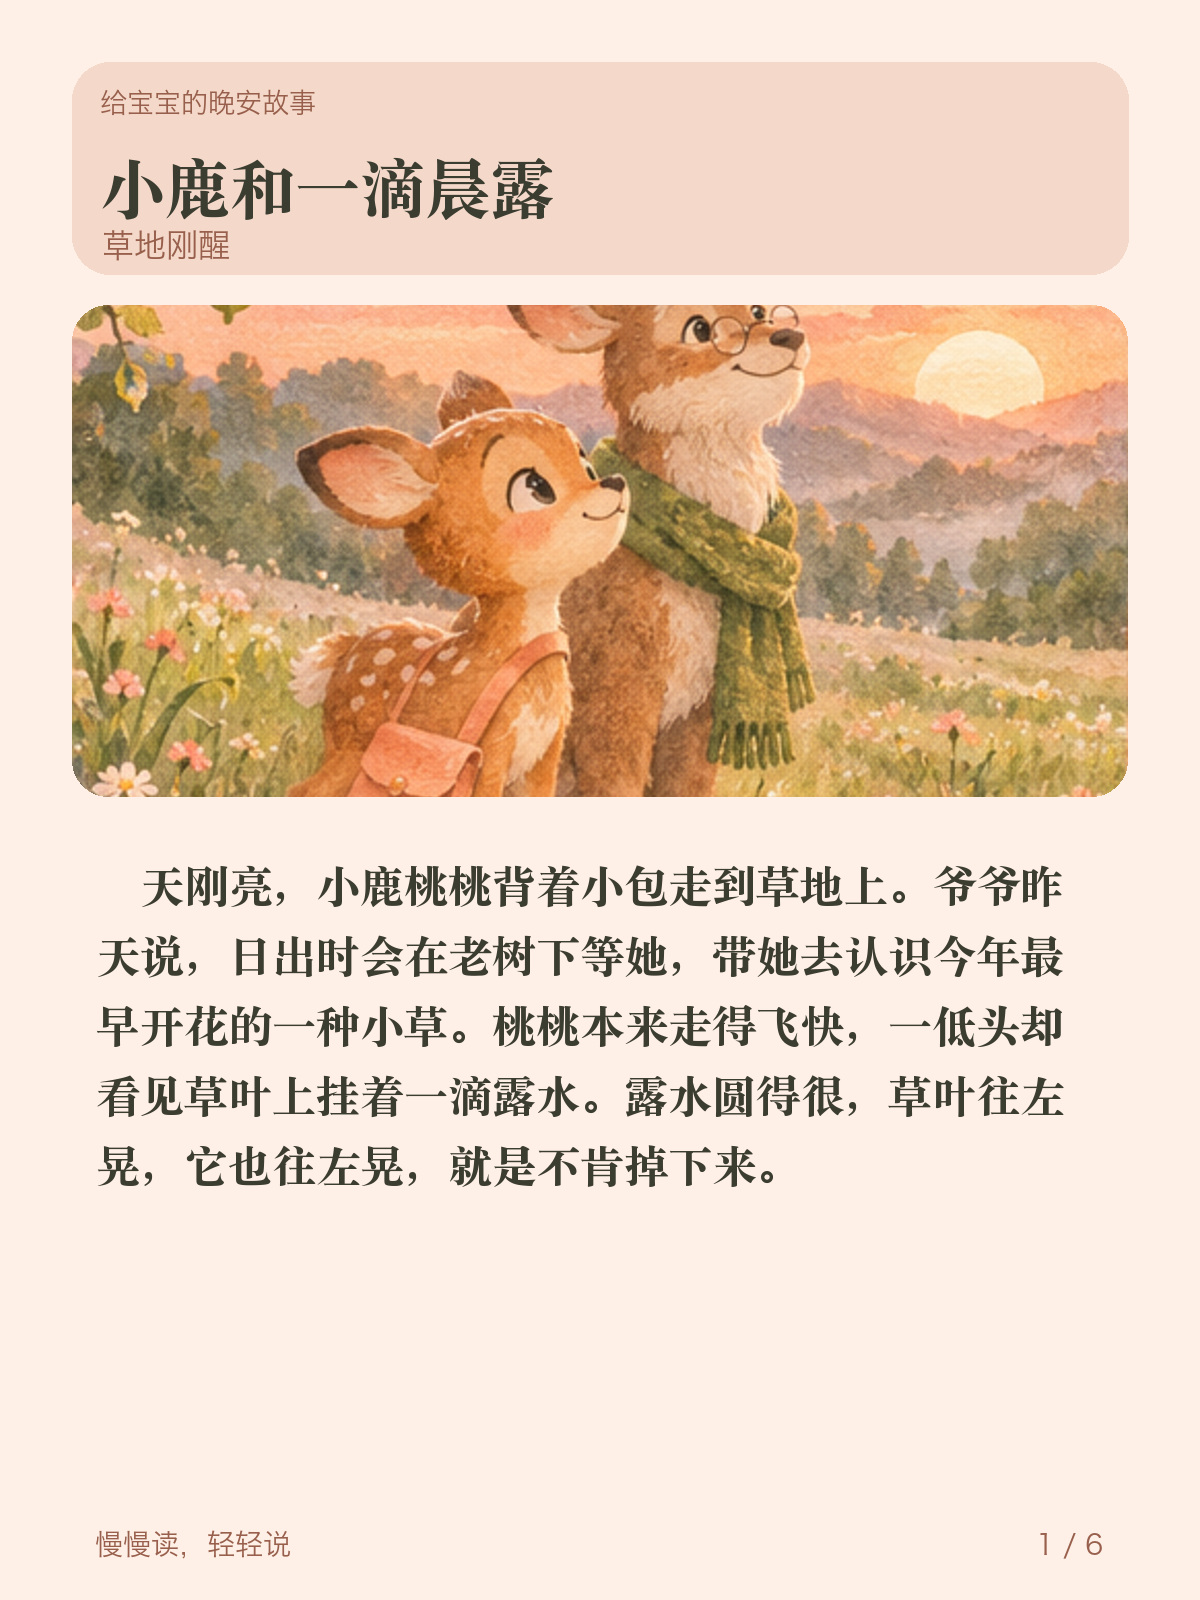 给宝宝的晚安故事
小鹿和一滴晨露
草地刚醒
天刚亮，小鹿桃桃背着小包走到草地上。爷爷昨
天说，日出时会在老树下等她，带她去认识今年最
早开花的一种小草。桃桃本来走得飞快，一低头却
看见草叶上挂着一滴露水。露水圆得很，草叶往左
晃，它也往左晃，就是不肯掉下来。
慢慢读，轻轻说
1 / 6